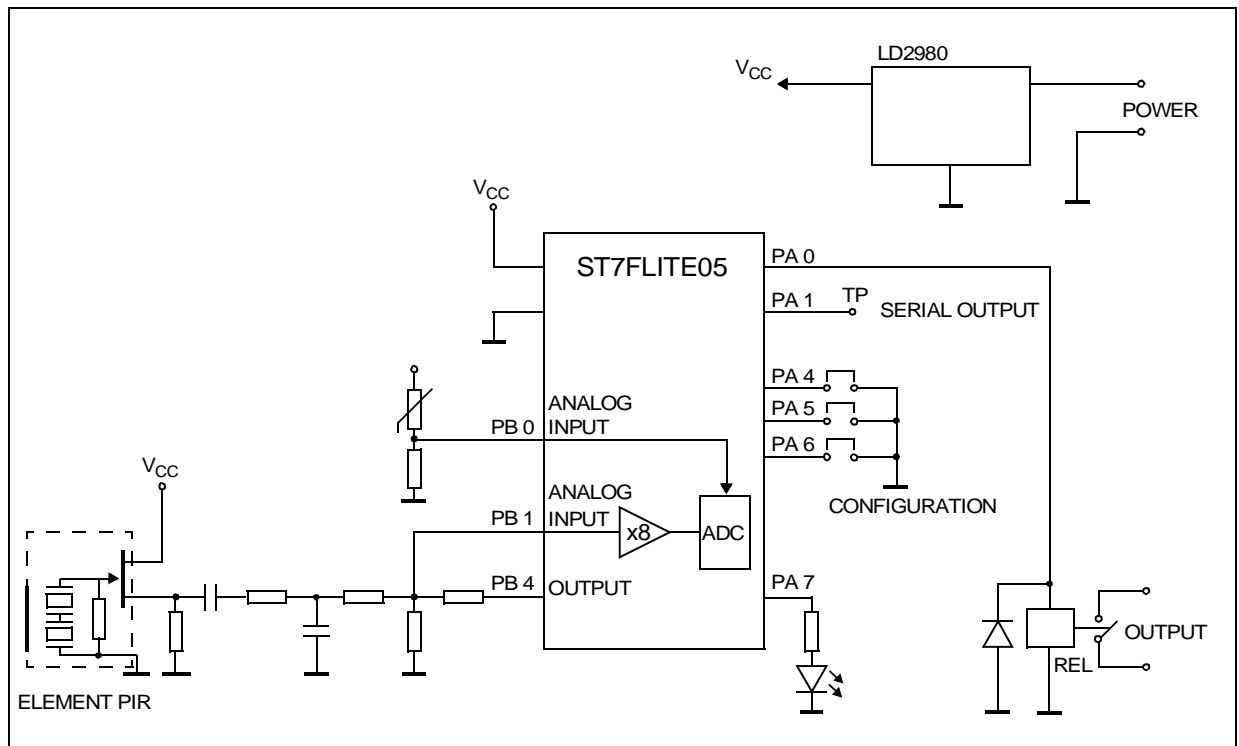 LD2980
VCC
POWER
VCC
ST7FLITE05
PA 0
PA 1
TP
SERIAL OUTPUT
PA 4
ANALOG
INPUT
PB 0
PA 5
PA 6
VCC
CONFIGURATION
ANALOG
INPUT
PB 1
x8
ADC
PB 4
OUTPUT
PA 7
OUTPUT
REL
ELEMENT PIR